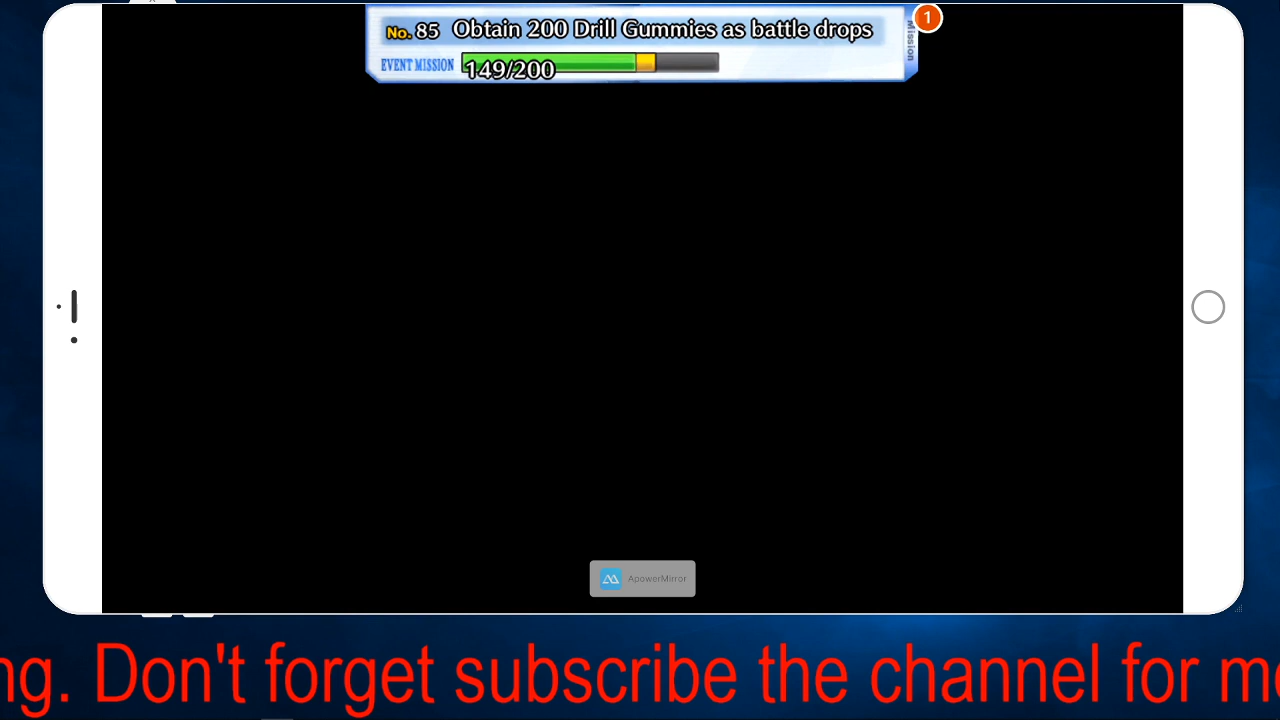 No. 85 Obtain 200 Drill Gummies as battle drops
Mission
1
EVENT MISSION 149/200
ApowerMirror
ng. Don't forget subscribe the channel for mo